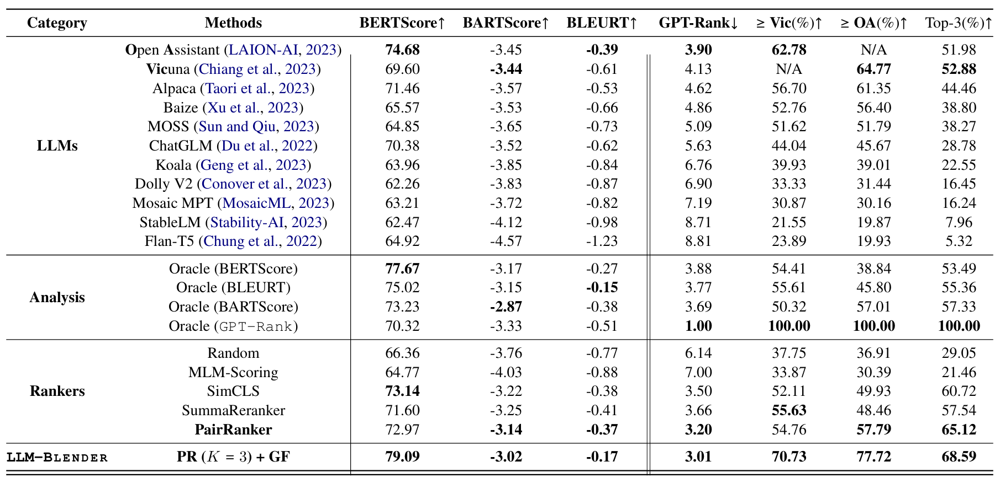 Category Methods BERTScore↑ BARTScore↑ BLEURT↑ GPT-Rank↓ ≥ Vic(%)↑ ≥ OA(%)↑ Top-3(%)↑
Open Assistant (LAION-AI, 2023) 74.68 -3.45 -0.39 3.90 62.78 N/A 51.98
Vicuna (Chiang et al., 2023) 69.60 -3.44 -0.61 4.13 N/A 64.77 52.88
Alpaca (Taori et al., 2023) 71.46 -3.57 -0.53 4.62 56.70 61.35 44.46
Baize (Xu et al., 2023) 65.57 -3.53 -0.66 4.86 52.76 56.40 38.80
MOSS (Sun and Qiu, 2023) 64.85 -3.65 -0.73 5.09 51.62 51.79 38.27
LLMs ChatGLM (Du et al., 2022) 70.38 -3.52 -0.62 5.63 44.04 45.67 28.78
Koala (Geng et al., 2023) 63.96 -3.85 -0.84 6.76 39.93 39.01 22.55
Dolly V2 (Conover et al., 2023) 62.26 -3.83 -0.87 6.90 33.33 31.44 16.45
Mosaic MPT (MosaicML, 2023) 63.21 -3.72 -0.82 7.19 30.87 30.16 16.24
StableLM (Stability-AI, 2023) 62.47 -4.12 -0.98 8.71 21.55 19.87 7.96
Flan-T5 (Chung et al., 2022) 64.92 -4.57 -1.23 8.81 23.89 19.93 5.32
Oracle (BERTScore) 77.67 -3.17 -0.27 3.88 54.41 38.84 53.49
Oracle (BLEURT) 75.02 -3.15 -0.15 3.77 55.61 45.80 55.36
Analysis
Oracle (BARTScore) 73.23 -2.87 -0.38 3.69 50.32 57.01 57.33
Oracle (GPT-Rank) 70.32 -3.33 -0.51 1.00 100.00 100.00 100.00
Random 66.36 -3.76 -0.77 6.14 37.75 36.91 29.05
MLM-Scoring 64.77 -4.03 -0.88 7.00 33.87 30.39 21.46
Rankers SimCLS 73.14 -3.22 -0.38 3.50 52.11 49.93 60.72
SummaReranker 71.60 -3.25 -0.41 3.66 55.63 48.46 57.54
PairRanker 72.97 -3.14 -0.37 3.20 54.76 57.79 65.12
LLM-BLENDER PR (K = 3) + GF 79.09 -3.02 -0.17 3.01 70.73 77.72 68.59